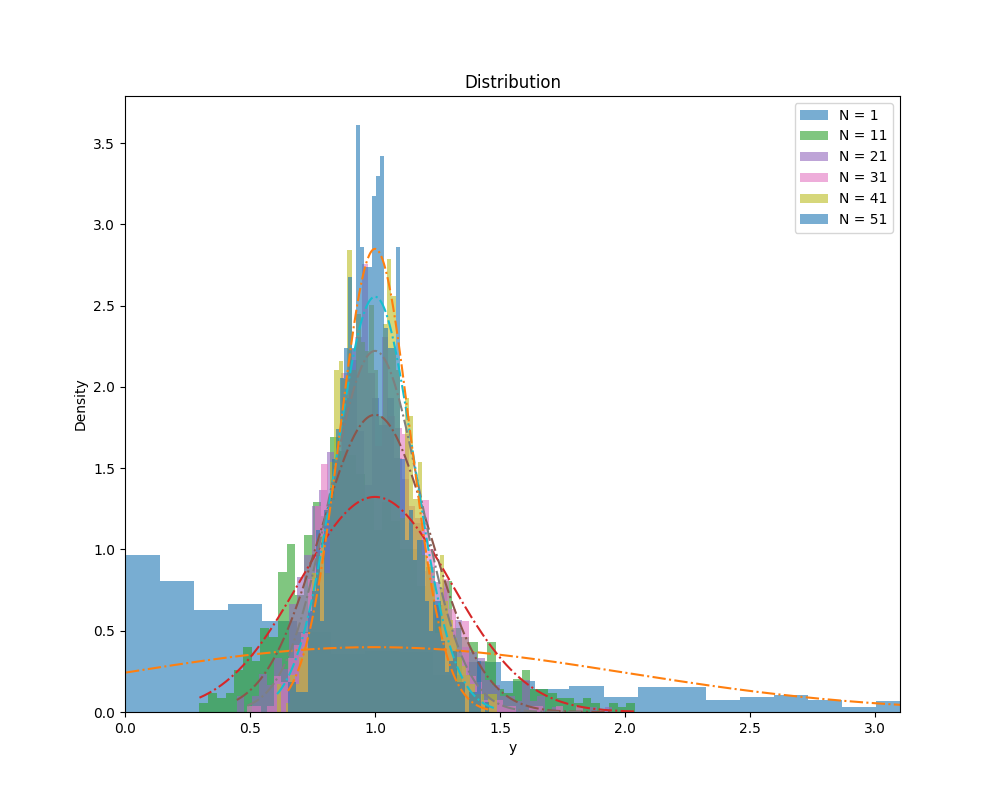 Distribution
N = 1
N = 11
N = 21
N = 31
N = 41
N = 51
Density
3.5
3.0
2.5
2.0
1.5
1.0
0.5
0.0
0.0 0.5 1.0 1.5 2.0 2.5 3.0
y